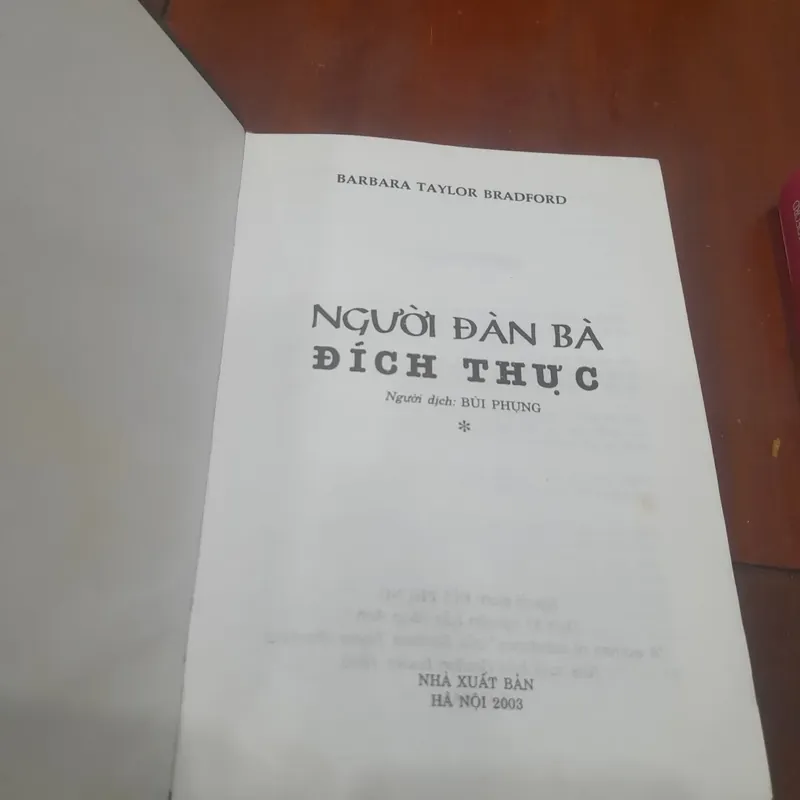 BARBARA TAYLOR BRADFORD
NGƯỜI ĐÀN BÀ
ĐÍCH THỰC
Người dịch: BÙI PHỤNG
*
NHÀ XUẤT BẢN
HÀ NỘI 2003